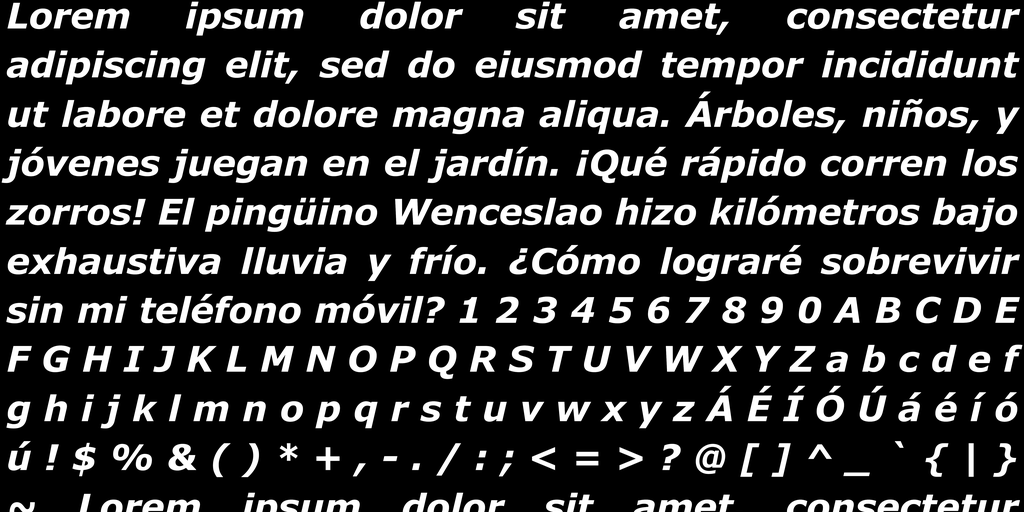 Lorem ipsum dolor sit amet, consectetur
adipiscing elit, sed do eiusmod tempor incididunt
ut labore et dolore magna aliqua. Árboles, niños, y
jóvenes juegan en el jardín. ¡Qué rápido corren los
zorros! El pingüino Wenceslao hizo kilómetros bajo
exhaustiva lluvia y frío. ¿Cómo lograré sobrevivir
sin mi teléfono móvil? 1 2 3 4 5 6 7 8 9 0 A B C D E
F G H I J K L M N O P Q R S T U V W X Y Z a b c d e f
g h i j k l m n o p q r s t u v w x y z Á É Í Ó Ú á é í ó
ú ! $ % & ( ) * + , - . / : ; < = > ? @ [ ] ^ _ ` { | }
~ Lorem ipsum dolor sit amet, consectetur